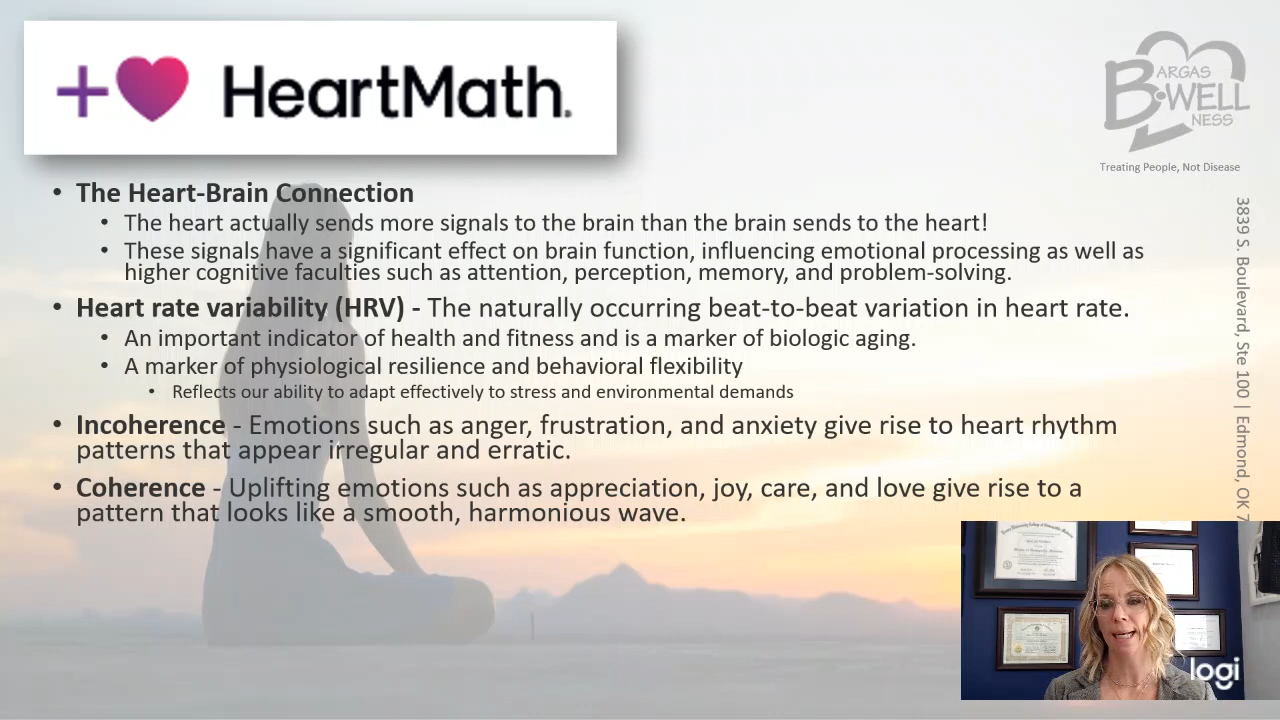 HeartMath.
BARGAS
B•WELL
NESS
Treating People, Not Disease
• The Heart-Brain Connection
• The heart actually sends more signals to the brain than the brain sends to the heart!
• These signals have a significant effect on brain function, influencing emotional processing as well as
higher cognitive faculties such as attention, perception, memory, and problem-solving.
• Heart rate variability (HRV) - The naturally occurring beat-to-beat variation in heart rate.
• An important indicator of health and fitness and is a marker of biologic aging.
• A marker of physiological resilience and behavioral flexibility
• Reflects our ability to adapt effectively to stress and environmental demands
• Incoherence - Emotions such as anger, frustration, and anxiety give rise to heart rhythm
patterns that appear irregular and erratic.
• Coherence - Uplifting emotions such as appreciation, joy, care, and love give rise to a
pattern that looks like a smooth, harmonious wave.
3839 S. Boulevard, Ste 100 | Edmond, OK 7
logi